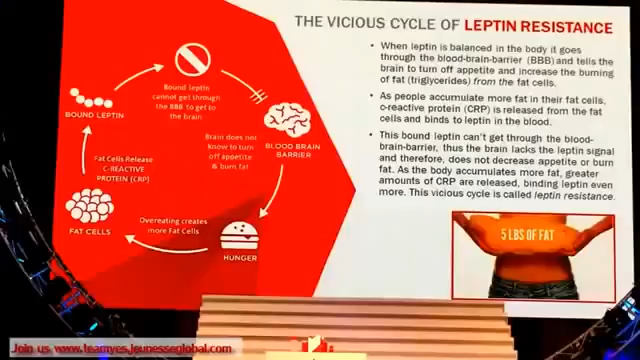 THE VICIOUS CYCLE OF LEPTIN RESISTANCE
Bound leptin
cannot get through
the BBB to get to
the brain
BOUND LEPTIN
Brain does not
know to turn off
appetite
& burn fat
BLOOD BRAIN
BARRIER
Fat Cells Release
C-REACTIVE
PROTEIN (CRP)
FAT CELLS
Overeating creates
more Fat Cells
HUNGER
• When leptin is balanced in the body it goes
through the blood-brain-barrier (BBB) and tells the
brain to turn off appetite and increase the burning
of fat (triglycerides) from the fat cells.
• As people accumulate more fat in their fat cells,
c-reactive protein (CRP) is released from the fat
cells and binds to leptin in the blood.
• This bound leptin can't get through the blood-
brain-barrier, thus the brain lacks the leptin signal
and therefore, does not decrease appetite or burn
fat. As the body accumulates more fat, greater
amounts of CRP are released, binding leptin even
more. This vicious cycle is called leptin resistance.
5 LBS OF FAT
Join us www.teamyes.jeunesseglobal.com